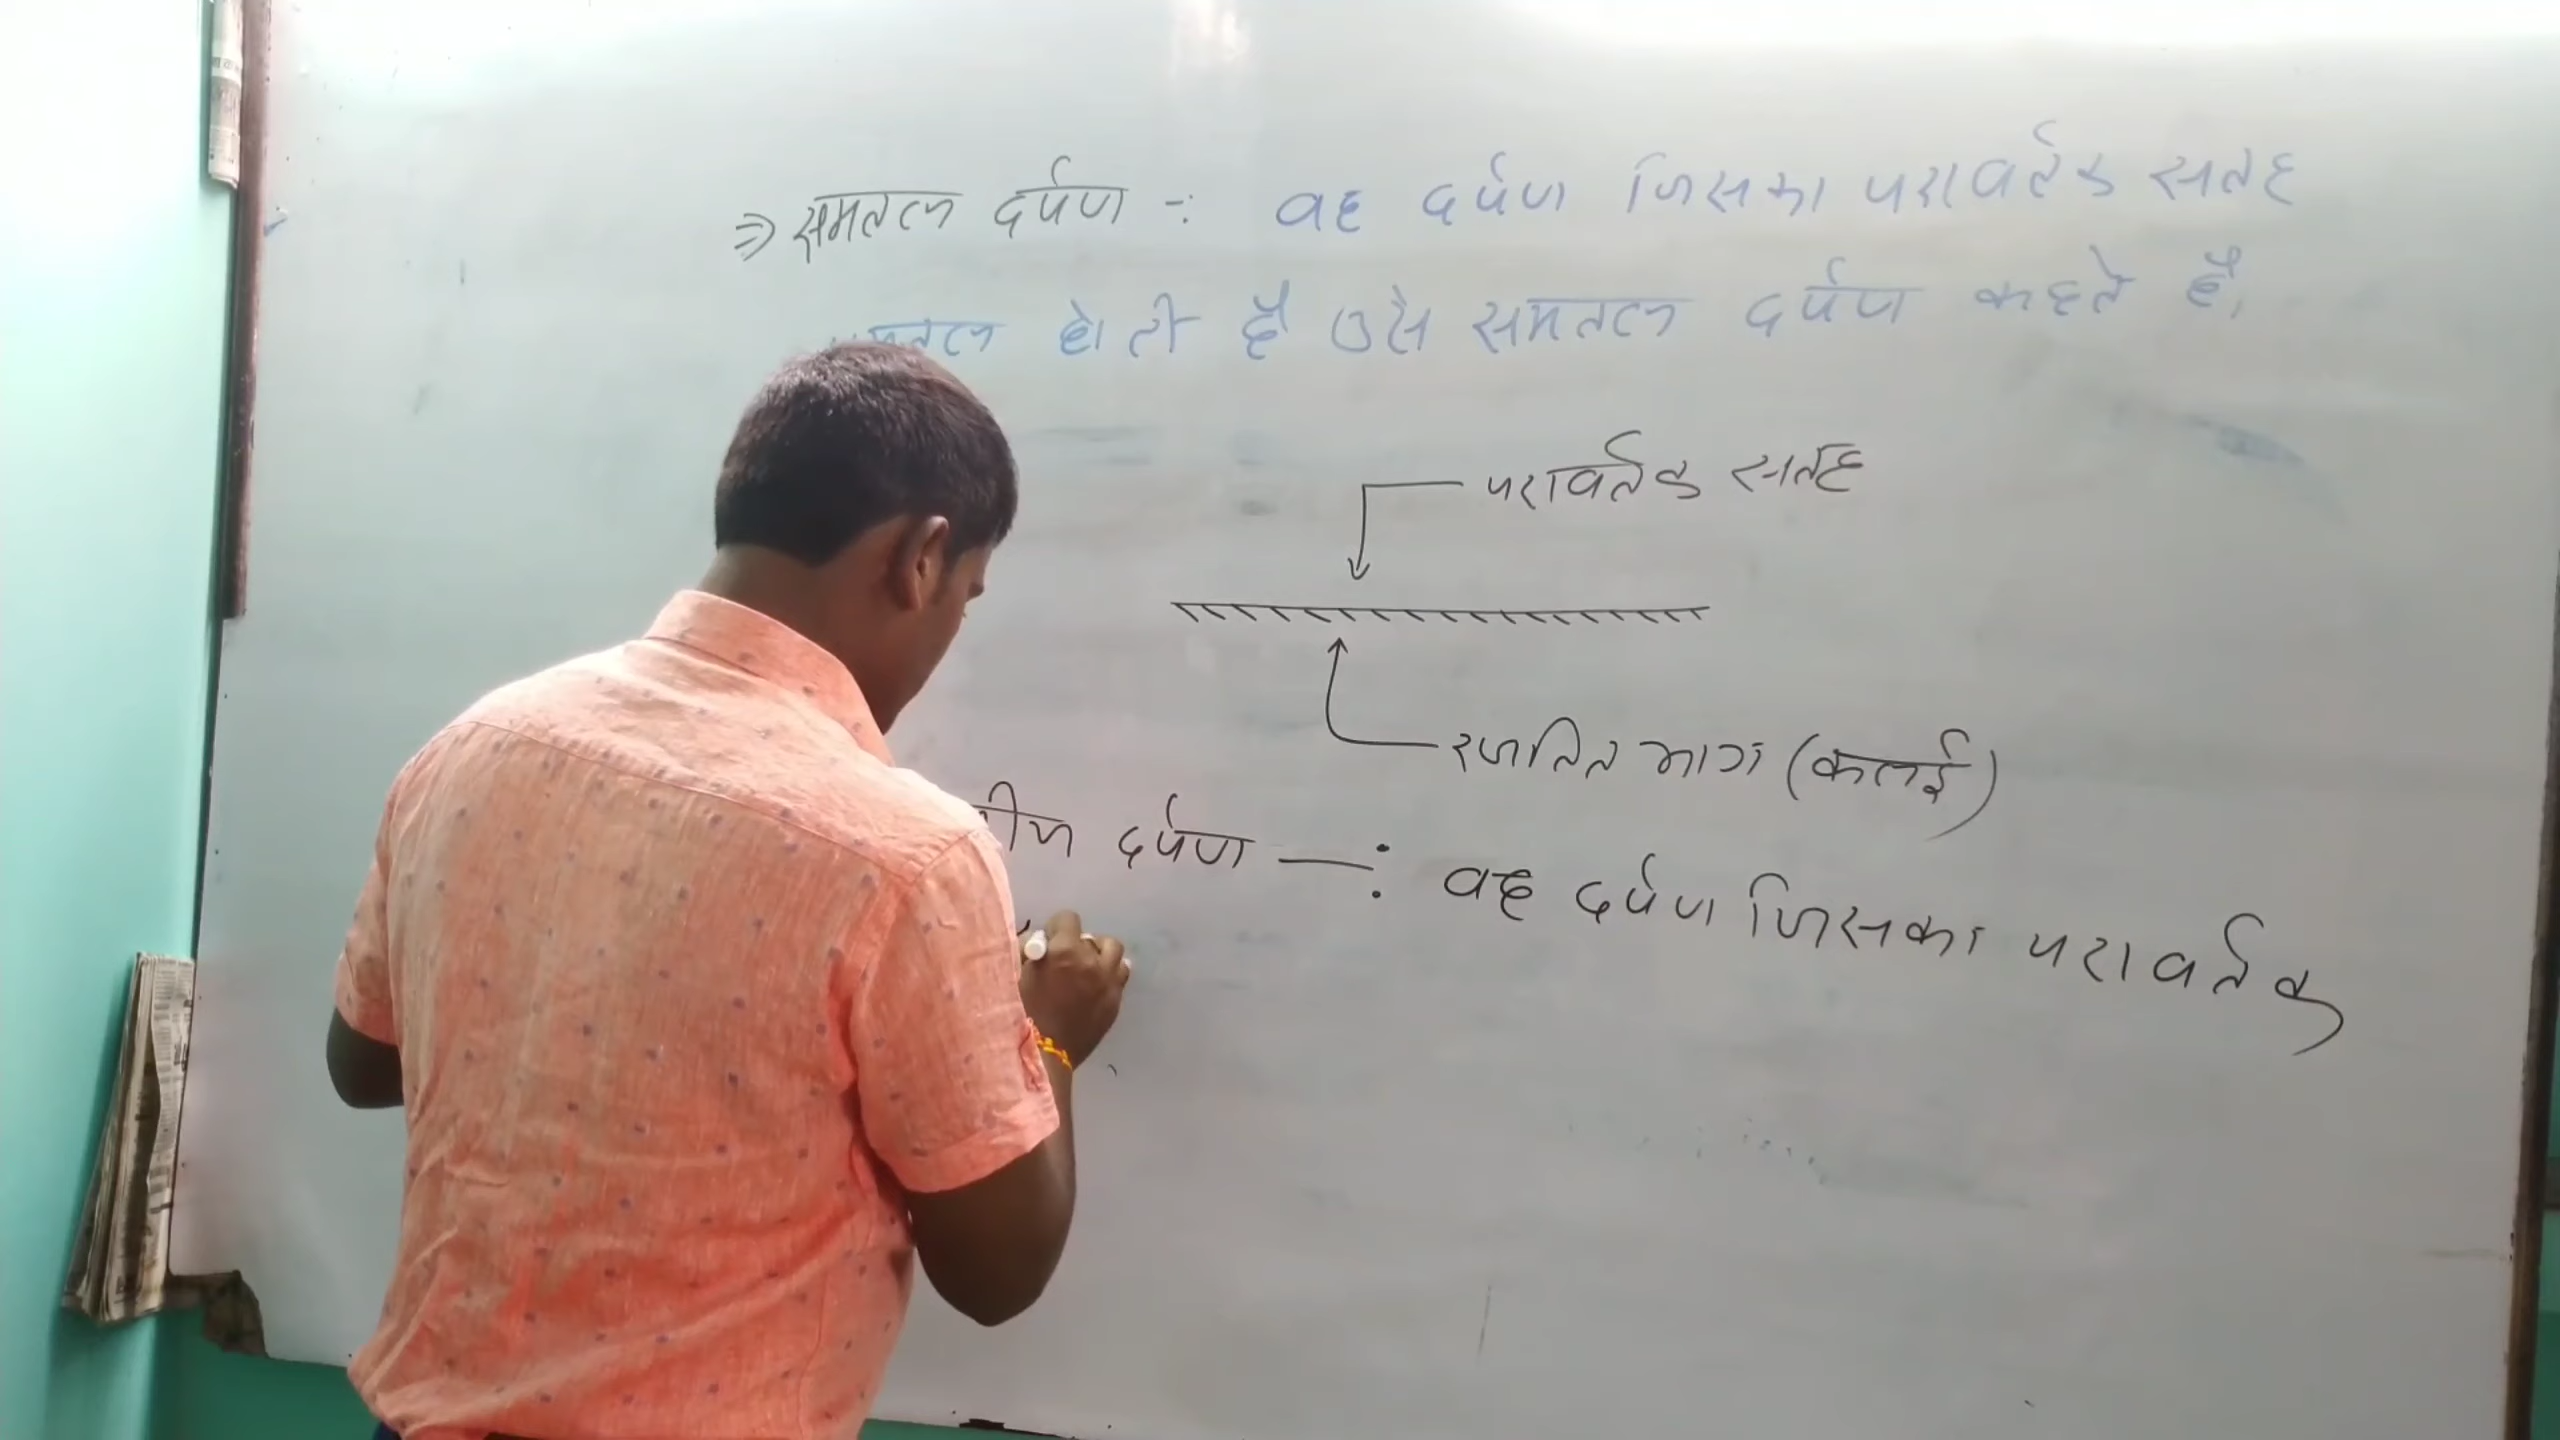 ⇒ समतल दर्पण -: वह दर्पण जिसका परावर्तक सतह
मतल होती है उसे समतल दर्पण कहते है,
परावर्तक सतह
रजतित भाग (कलई)
दर्पण —: वह दर्पण जिसका परावर्तक